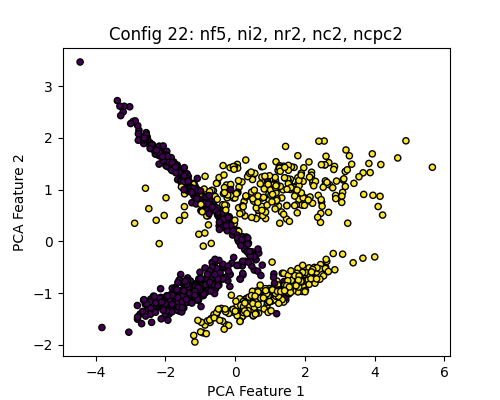 Config 22: nf5, ni2, nr2, nc2, ncpc2
3
2
1
0
−1
−2
PCA Feature 2
−4 −2 0 2 4 6
PCA Feature 1